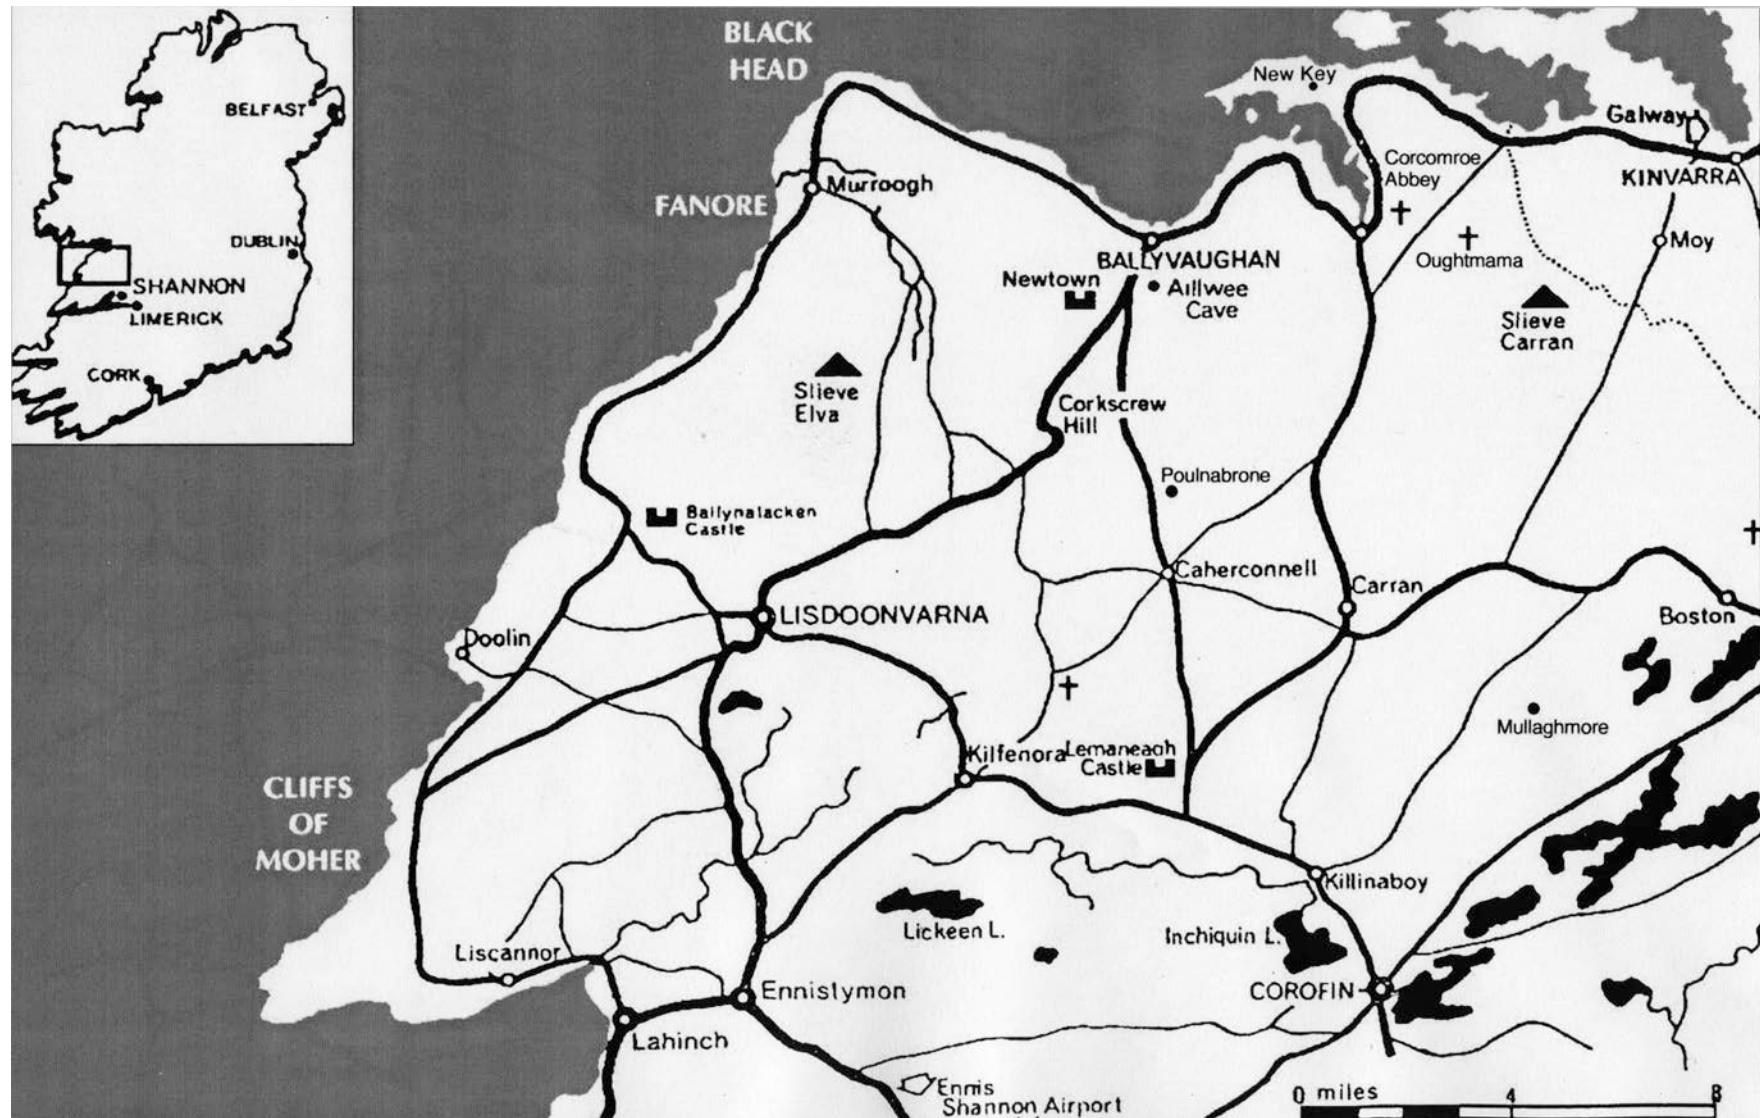 BELFAST
DUBLIN
SHANNON
LIMERICK
CORK
BLACK
HEAD
New Key
Galway
Corcomroe
Abbey
KINVARRA
Murroogh
FANORE
Oughtmama
Moy
BALLYVAUGHAN
Newtown
Aillwee
Cave
Slieve
Carran
Slieve
Elva
Corkscrew
Hill
Poulnabrone
Ballynalacken
Castle
Caherconnell
Carran
Boston
LISDOONVARNA
Doolin
Mullaghmore
Kilfenora
Lemaneagh
Castle
CLIFFS
OF
MOHER
Killinaboy
Lickeen L.
Inchiquin L.
Liscannor
Ennistymon
COROFIN
Lahinch
Ennis
Shannon Airport
0 miles 4 8